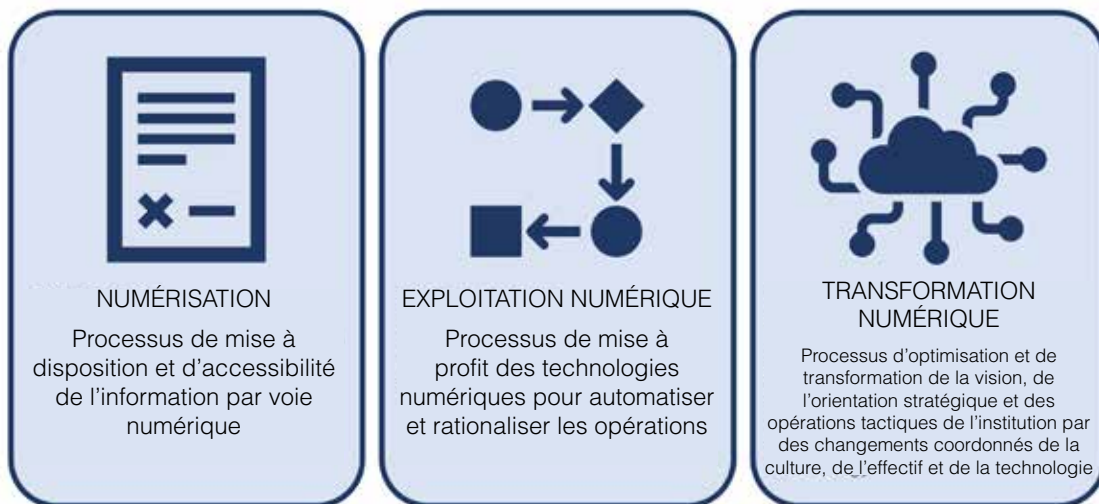 NUMÉRISATION
Processus de mise à
disposition et d'accessibilité
de l'information par voie
numérique
EXPLOITATION NUMÉRIQUE
Processus de mise à
profit des technologies
numériques pour automatiser
et rationaliser les opérations
TRANSFORMATION
NUMÉRIQUE
Processus d'optimisation et de
transformation de la vision, de
l'orientation stratégique et des
opérations tactiques de l'institution par
des changements coordonnés de la
culture, de l'effectif et de la technologie